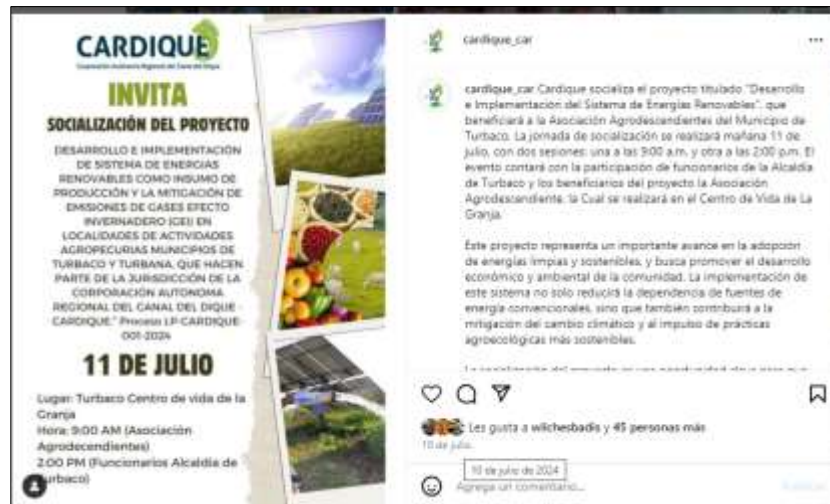 CARDIQUE
Corporación Autónoma Regional del Canal del Dique
INVITA
SOCIALIZACIÓN DEL PROYECTO
DESARROLLO E IMPLEMENTACIÓN
DE SISTEMA DE ENERGIAS
RENOVABLES COMO INSUMO DE
PRODUCCIÓN Y LA MITIGACIÓN DE
EMISIONES DE GASES EFECTO
INVERNADERO (GEI) EN
LOCALIDADES DE ACTIVIDADES
AGROPECURIAS MUNICIPIOS DE
TURBACO Y TURBANA, QUE HACEN
PARTE DE LA JURISDICCIÓN DE LA
CORPORACIÓN AUTONOMA
REGIONAL DEL CANAL DEL DIQUE -
CARDIQUE." Proceso LP-CARDIQUE-
001-2024
11 DE JULIO
Lugar: Turbaco Centro de vida de la
Granja
Hora: 9:00 AM (Asociación
Agrodecendientes)
2:00 PM (Funcionarios Alcaldia de
Turbaco)
cardique_car
cardique_car Cardique socializa el proyecto titulado "Desarrollo
e Implementación del Sistema de Energías Renovables", que
beneficiará a la Asociación Agrodescendientes del Municipio de
Turbaco. La jornada de socialización se realizará mañana 11 de
julio, con dos sesiones: una a las 9:00 a.m. y otra a las 2:00 p.m. El
evento contará con la participación de funcionarios de la Alcaldía
de Turbaco y los beneficiarios del proyecto la Asociación
Agrodescendiente, la Cual se realizará en el Centro de Vida de La
Granja.
Este proyecto representa un importante avance en la adopción
de energías limpias y sostenibles, y busca promover el desarrollo
económico y ambiental de la comunidad. La implementación de
este sistema no solo reducirá la dependencia de fuentes de
energía convencionales, sino que también contribuirá a la
mitigación del cambio climático y al impulso de prácticas
agroecológicas más sostenibles.
Les gusta a wilchesbadis y 45 personas más
10 de julio
10 de julio de 2024
Agrega un comentario...